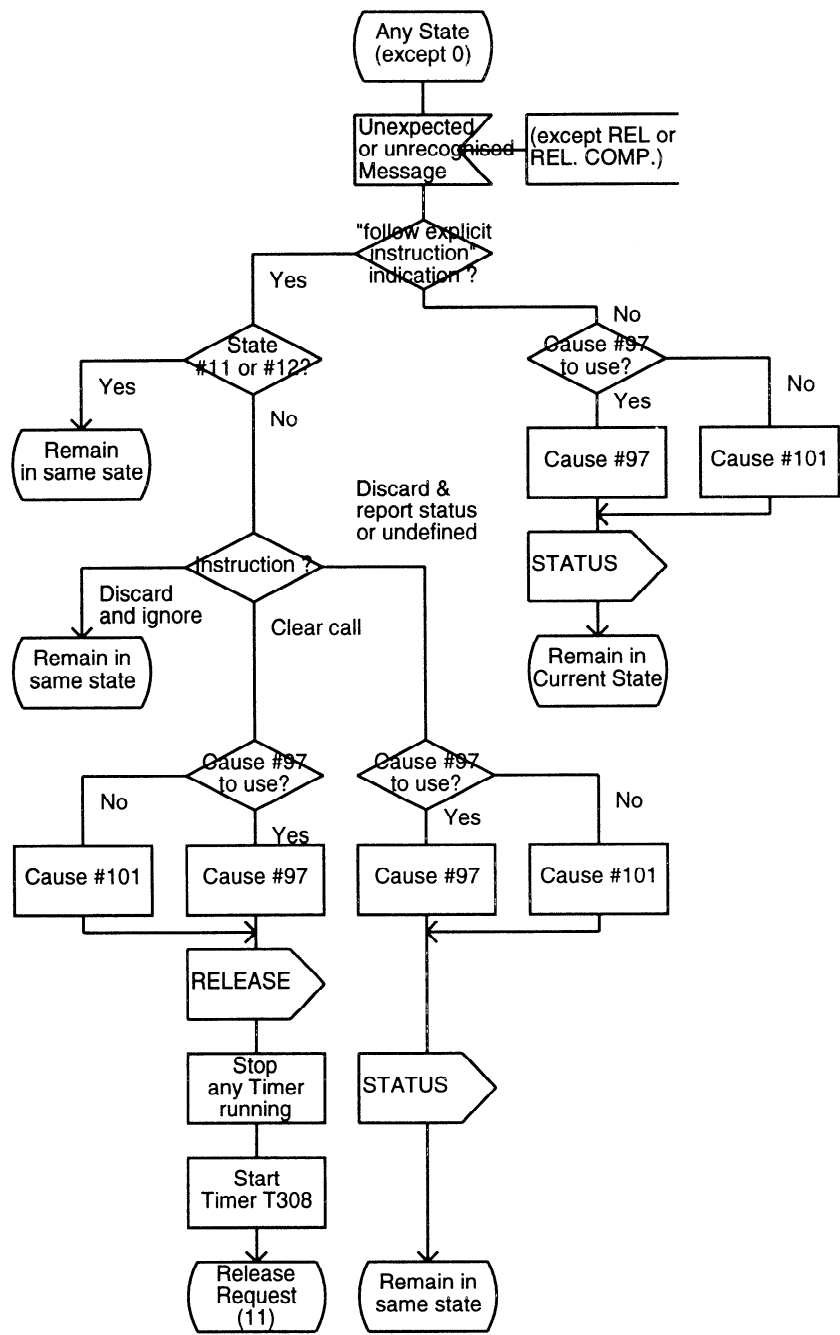 Any State
(except 0)
Unexpected
or unrecognised
Message
(except REL or
REL. COMP.)
"follow explicit
instruction"
indication ?
Yes
No
State
#11 or #12?
Cause #97
to use?
Yes
No
Yes
No
Remain
in same sate
Cause #97
Cause #101
Discard &
report status
or undefined
STATUS
Instruction ?
Discard
and ignore
Clear call
Remain in
same state
Remain in
Current State
Cause #97
to use?
Cause #97
to use?
No
Yes
Yes
No
Cause #101
Cause #97
Cause #97
Cause #101
RELEASE
Stop
any Timer
running
STATUS
Start
Timer T308
Release
Request
(11)
Remain in
same state